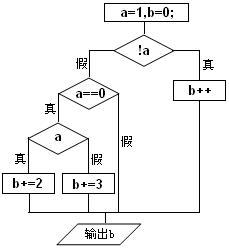 a=1,b=0;
!a
假
真
a==0
b++
真
a
假
真
假
b+=2
b+=3
输出b